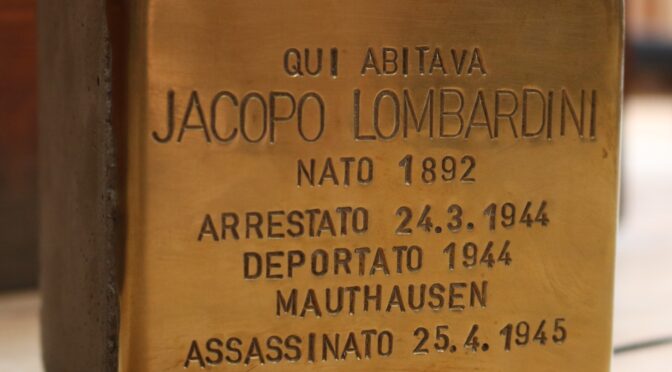 QUI ABITAVA
JACOPO LOMBARDINI
NATO 1892
ARRESTATO 24.3.1944
DEPORTATO 1944
MAUTHAUSEN
ASSASSINATO 25.4.1945